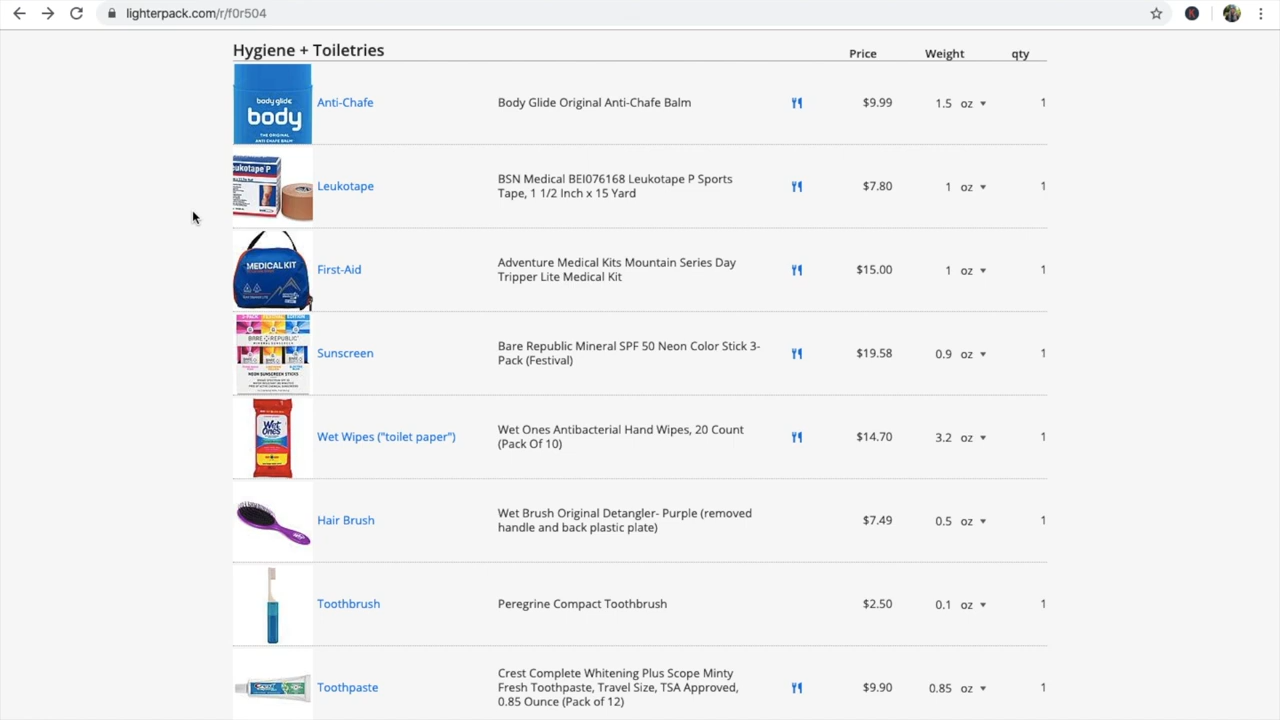 lighterpack.com/r/f0r504
K
Hygiene + Toiletries
Price Weight qty
body glide
body
THE ORIGINAL
ANTI-CHAFE BALM
Anti-Chafe
Body Glide Original Anti-Chafe Balm
$9.99 1.5 oz 1
eukotape P
Leukotape
BSN Medical BEI076168 Leukotape P Sports
Tape, 1 1/2 Inch x 15 Yard
$7.80 1 oz 1
MEDICAL KIT
First-Aid
Adventure Medical Kits Mountain Series Day
Tripper Lite Medical Kit
$15.00 1 oz 1
BARE REPUBLIC
NEON SUNSCREEN STICKS
Sunscreen
Bare Republic Mineral SPF 50 Neon Color Stick 3-
Pack (Festival)
$19.58 0.9 oz 1
Wet
Ones
Wet Wipes ("toilet paper")
Wet Ones Antibacterial Hand Wipes, 20 Count
(Pack Of 10)
$14.70 3.2 oz 1
Hair Brush
Wet Brush Original Detangler- Purple (removed
handle and back plastic plate)
$7.49 0.5 oz 1
Toothbrush
Peregrine Compact Toothbrush
$2.50 0.1 oz 1
Crest
Toothpaste
Crest Complete Whitening Plus Scope Minty
Fresh Toothpaste, Travel Size, TSA Approved,
0.85 Ounce (Pack of 12)
$9.90 0.85 oz 1